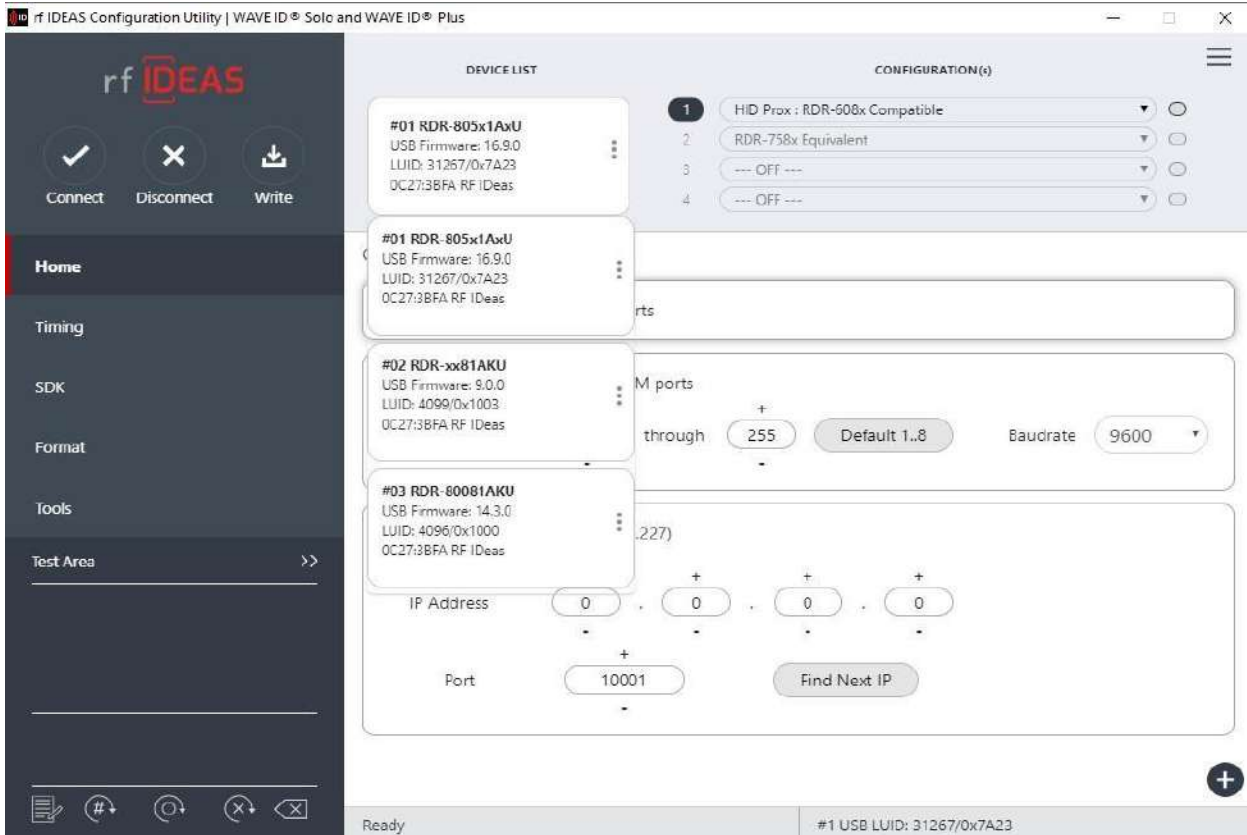 rf IDEAS Configuration Utility | WAVE ID® Solo and WAVE ID® Plus
rf IDEAS
Connect Disconnect Write
Home
Timing
SDK
Format
Tools
Test Area >>
DEVICE LIST
#01 RDR-805x1AxU
USB Firmware: 16.9.0
LUID: 31267/0x7A23
0C27:3BFA RF IDeas
#01 RDR-805x1AxU
USB Firmware: 16.9.0
LUID: 31267/0x7A23
0C27:3BFA RF IDeas
#02 RDR-xx81AKU
USB Firmware: 9.0.0
LUID: 4099/0x1003
0C27:3BFA RF IDeas
#03 RDR-80081AKU
USB Firmware: 14.3.0
LUID: 4096/0x1000
0C27:3BFA RF IDeas
CONFIGURATION(s)
1 HID Prox : RDR-608x Compatible
2 RDR-758x Equivalent
3 --- OFF ---
4 --- OFF ---
rts
M ports
+
through 255 Default 1..8 Baudrate 9600
- -
.227)
+ + +
IP Address 0 . 0 . 0 . 0
- - - -
+
Port 10001 Find Next IP
-
+
Ready #1 USB LUID: 31267/0x7A23